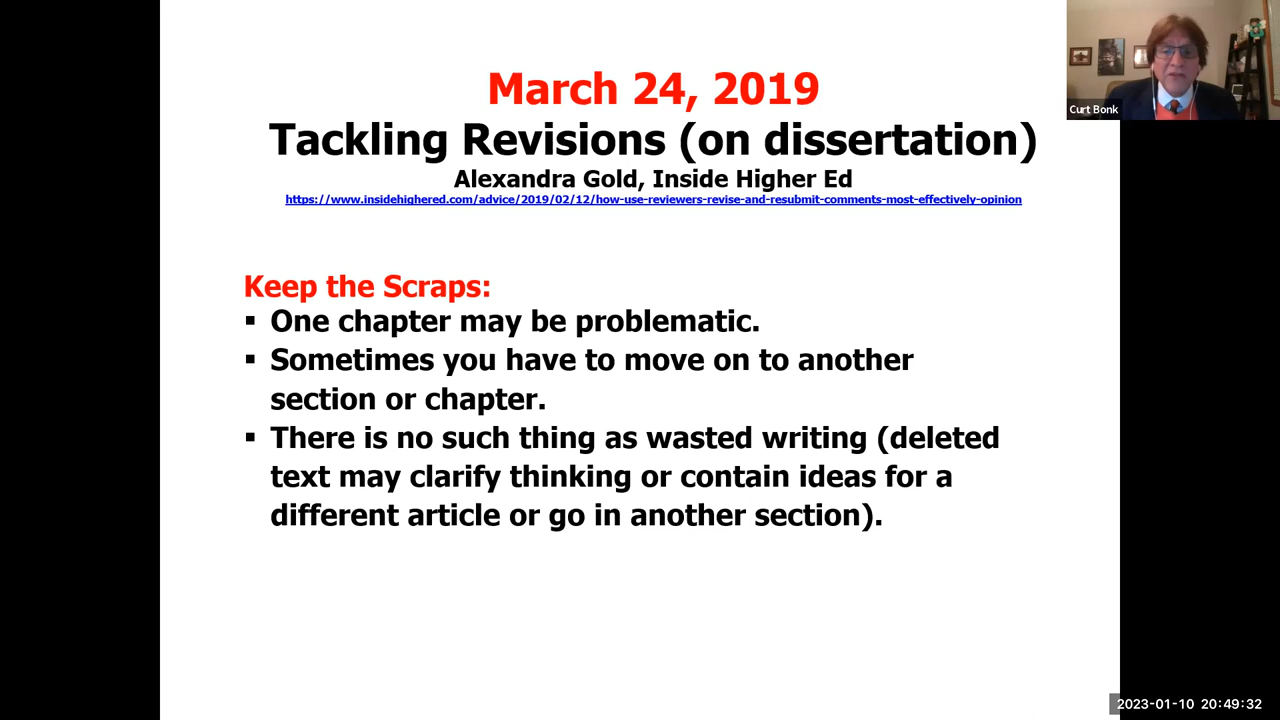 March 24, 2019
Tackling Revisions (on dissertation)
Alexandra Gold, Inside Higher Ed
https://www.insidehighered.com/advice/2019/02/12/how-use-reviewers-revise-and-resubmit-comments-most-effectively-opinion
Curt Bonk
Keep the Scraps:
▪ One chapter may be problematic.
▪ Sometimes you have to move on to another
section or chapter.
▪ There is no such thing as wasted writing (deleted
text may clarify thinking or contain ideas for a
different article or go in another section).
2023-01-10 20:49:32